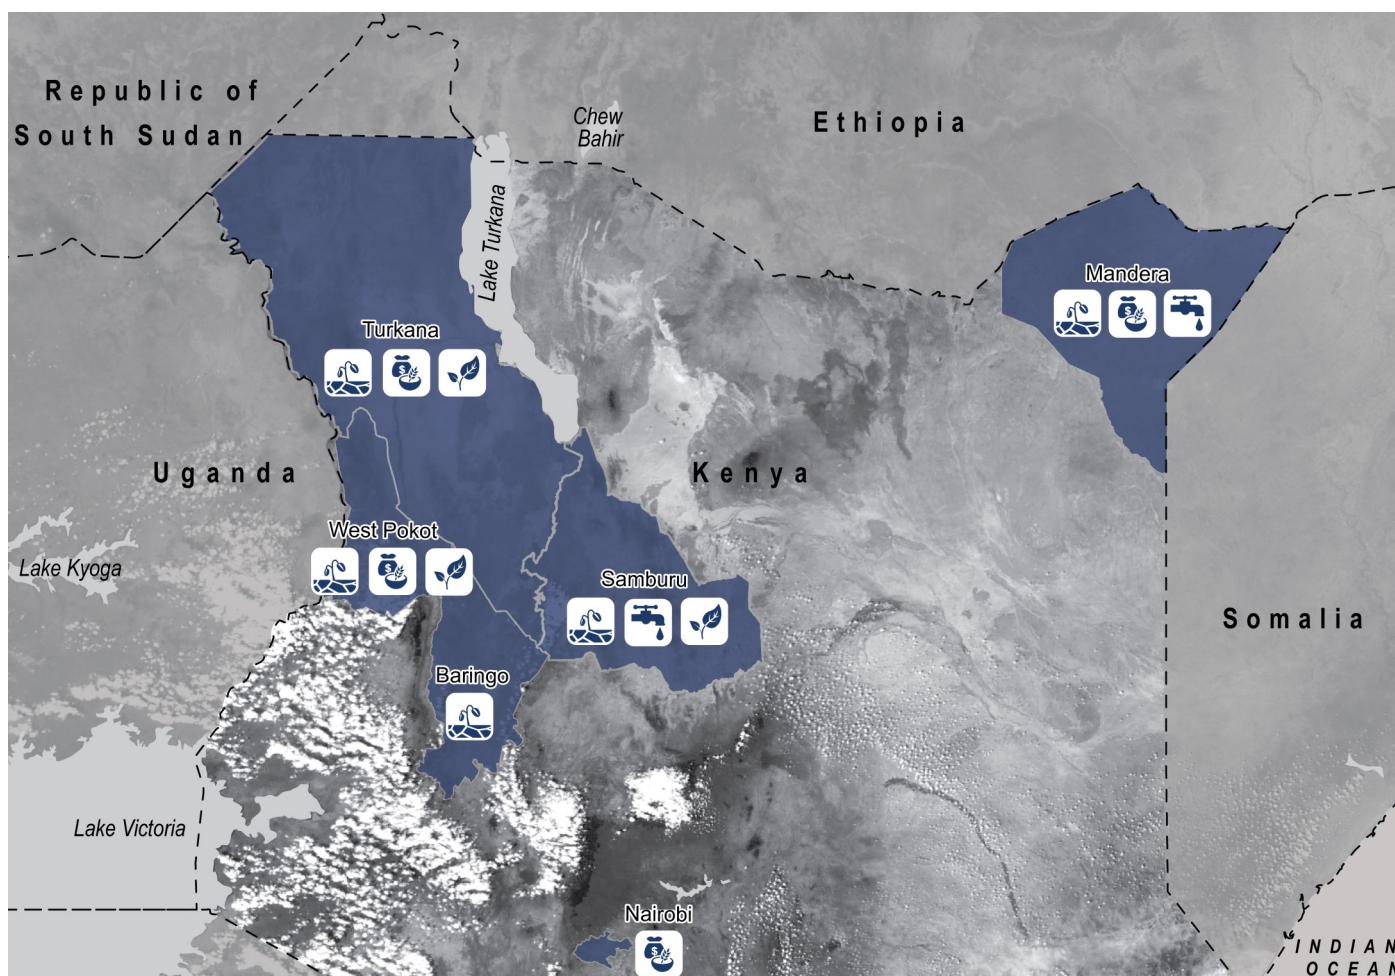 Republic of
South Sudan
Chew
Bahir
Ethiopia
Lake Turkana
Mandera
$
Turkana
$
Uganda
Kenya
West Pokot
$
Lake Kyoga
Samburu
Somalia
Baringo
Lake Victoria
Nairobi
$
INDIAN
OCEAN